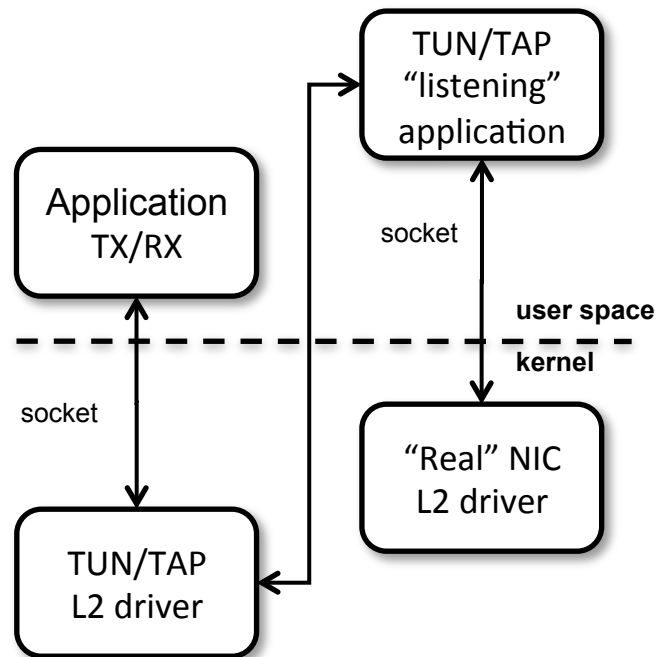 TUN/TAP
“listening”
application
Application
TX/RX
socket
user space
kernel
socket
“Real” NIC
L2 driver
TUN/TAP
L2 driver